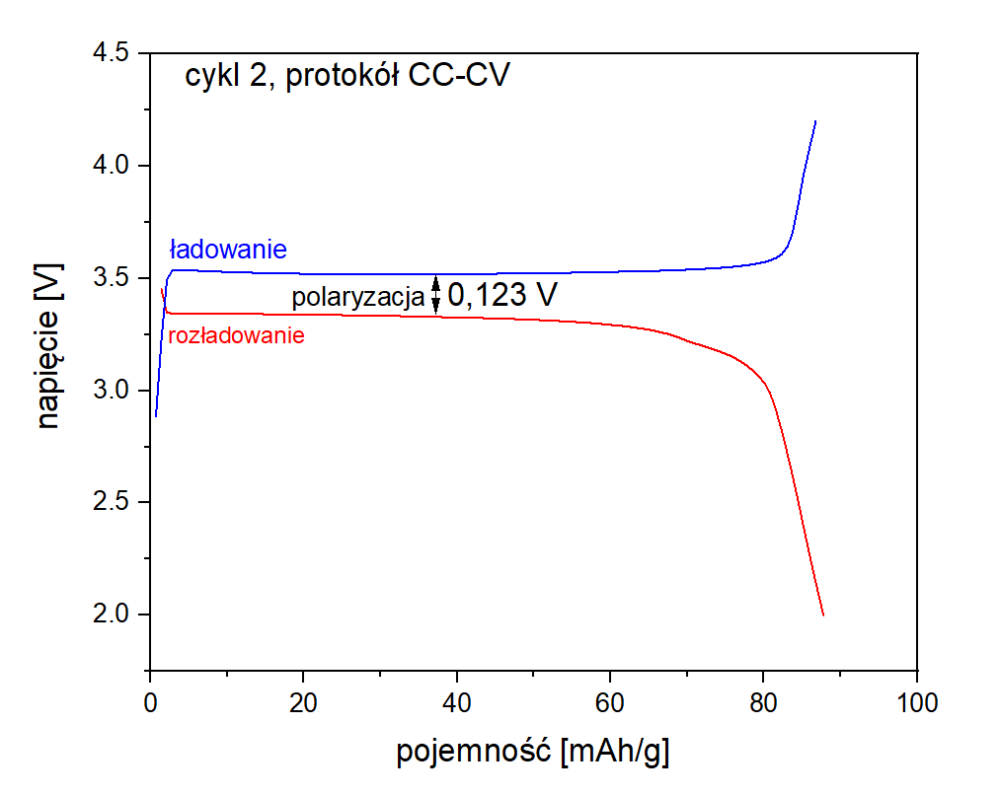 cykl 2, protokół CC-CV
4.5
4.0
3.5
3.0
2.5
2.0
napięcie [V]
ładowanie
polaryzacja 0,123 V
rozładowanie
0 20 40 60 80 100
pojemność [mAh/g]